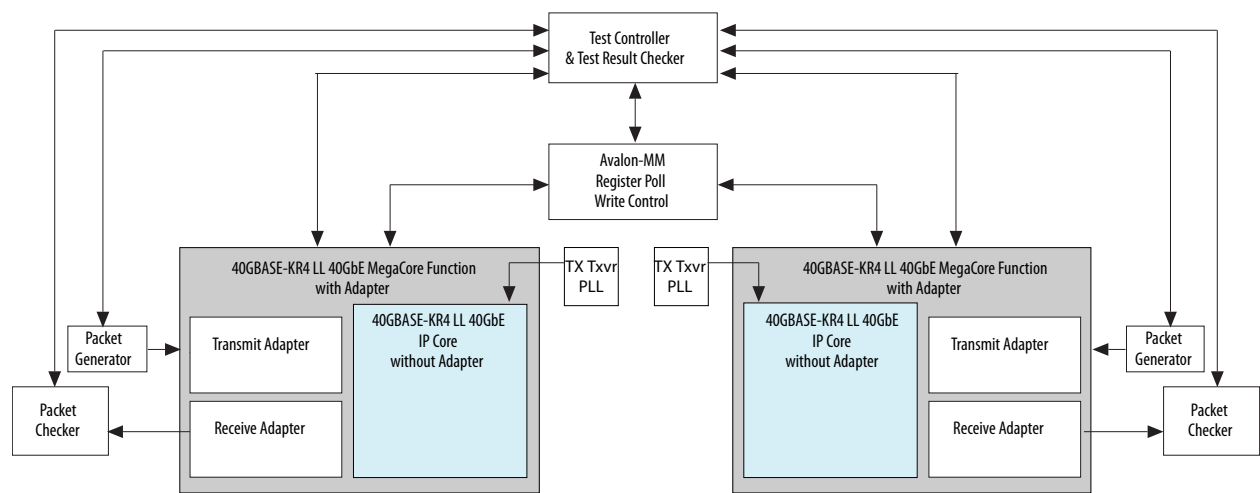 Test Controller
& Test Result Checker
Avalon-MM
Register Poll
Write Control
40GBASE-KR4 LL 40GbE MegaCore Function
with Adapter
TX Txvr
PLL
TX Txvr
PLL
40GBASE-KR4 LL 40GbE MegaCore Function
with Adapter
Packet
Generator
Transmit Adapter
40GBASE-KR4 LL 40GbE
IP Core
without Adapter
40GBASE-KR4 LL 40GbE
IP Core
without Adapter
Transmit Adapter
Packet
Generator
Packet
Checker
Receive Adapter
Receive Adapter
Packet
Checker